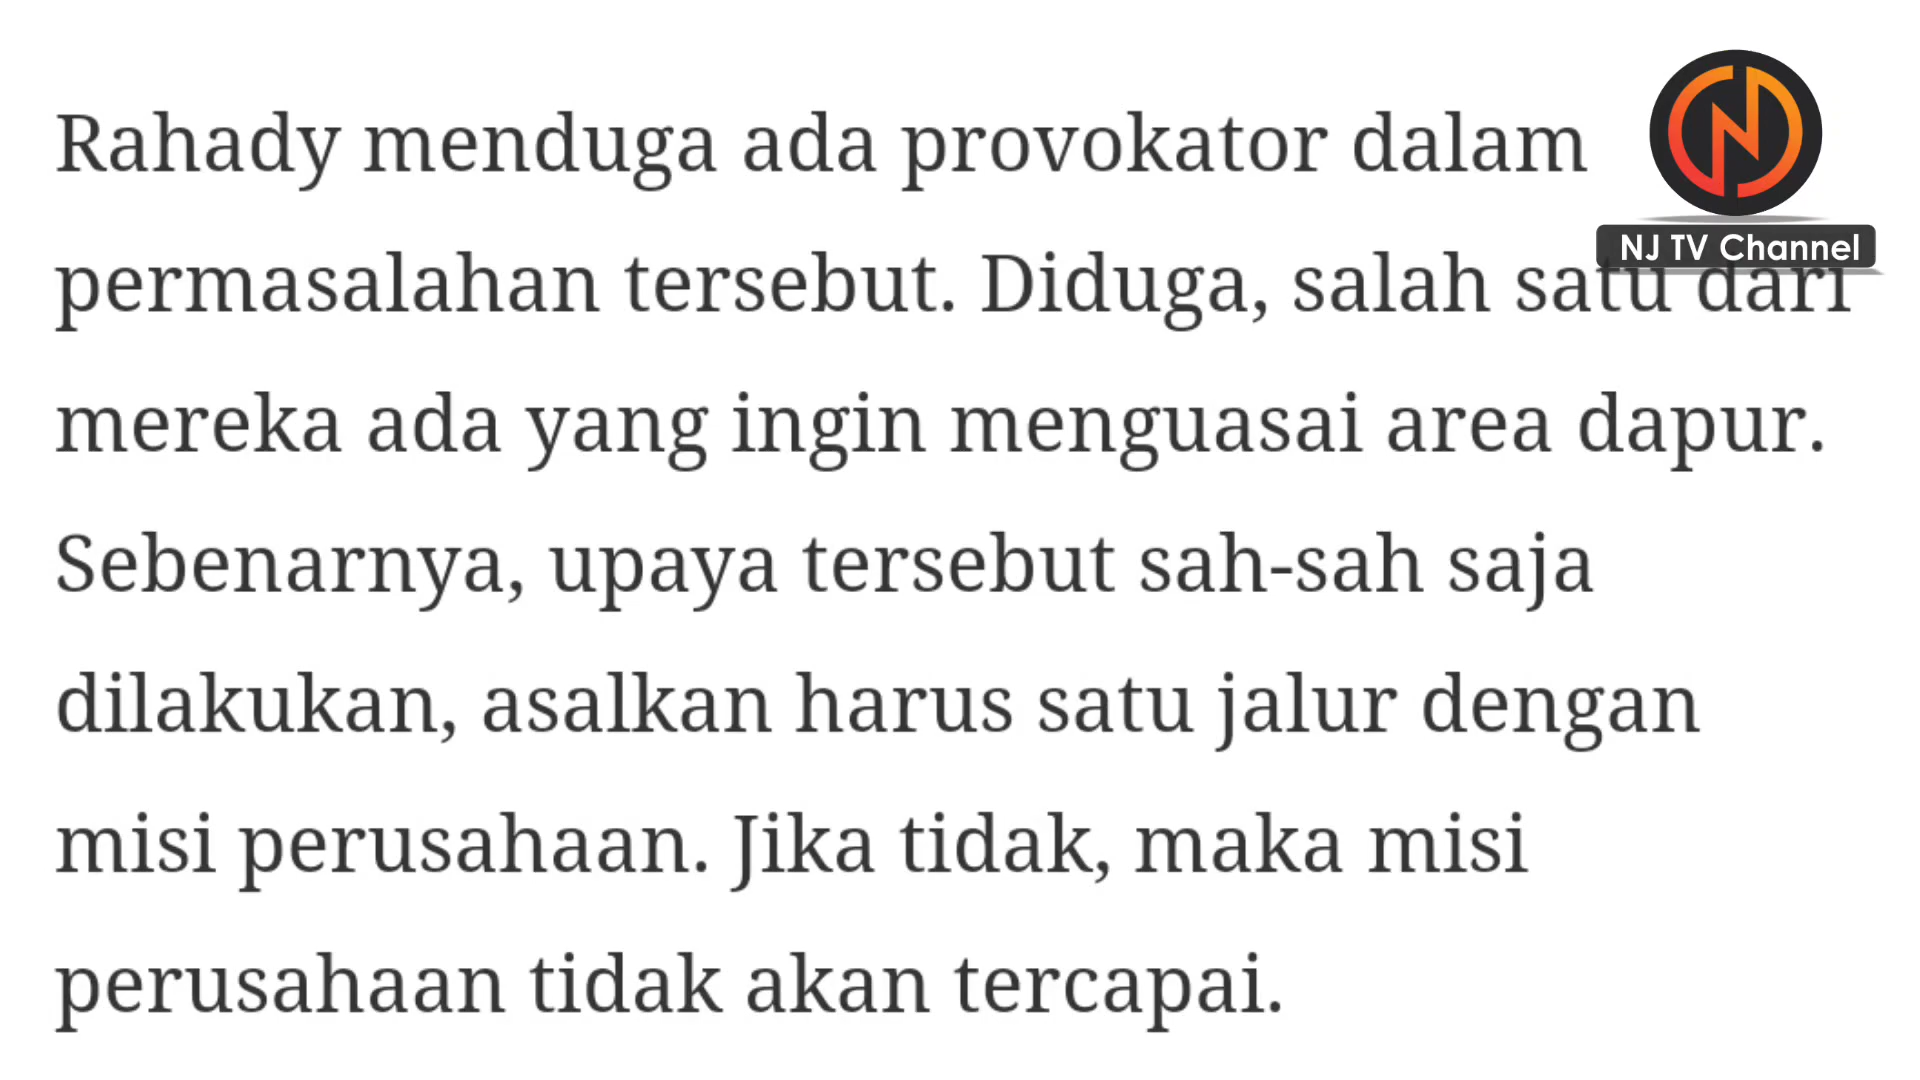 Rahady menduga ada provokator dalam
NJ TV Channel
permasalahan tersebut. Diduga, salah satu dari
mereka ada yang ingin menguasai area dapur.
Sebenarnya, upaya tersebut sah-sah saja
dilakukan, asalkan harus satu jalur dengan
misi perusahaan. Jika tidak, maka misi
perusahaan tidak akan tercapai.